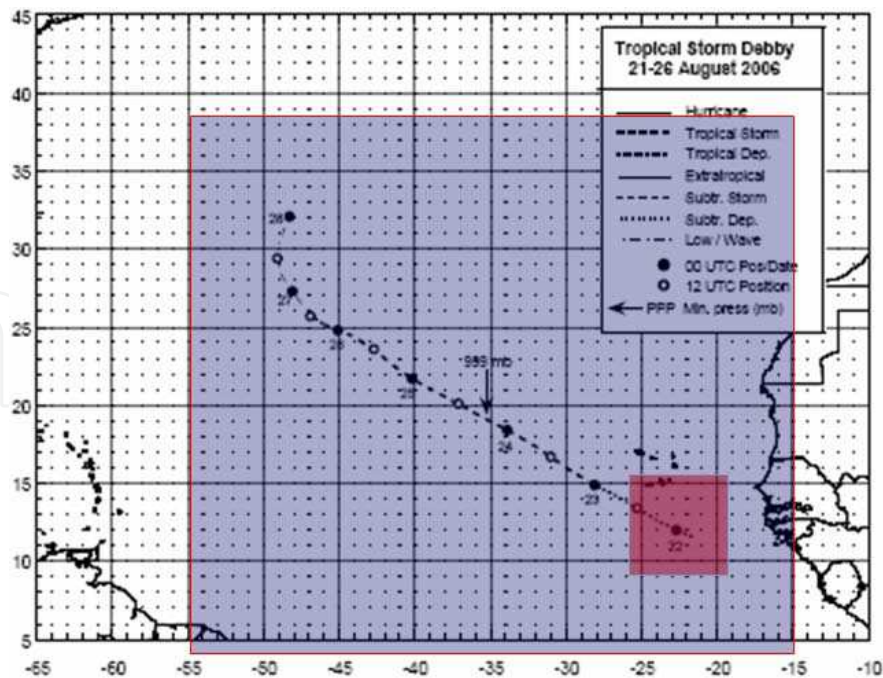 45
40
35
30
25
20
15
10
5
-65 -60 -55 -50 -45 -40 -35 -30 -25 -20 -15 -10
Tropical Storm Debby
21-26 August 2006
Hurricane
Tropical Storm
Tropical Dep.
Extratropical
Subtr. Storm
Subtr. Dep.
Low / Wave
00 UTC Pos/Date
12 UTC Position
PPP Min. press (mb)
28
27
26
25
999 mb
24
23
22